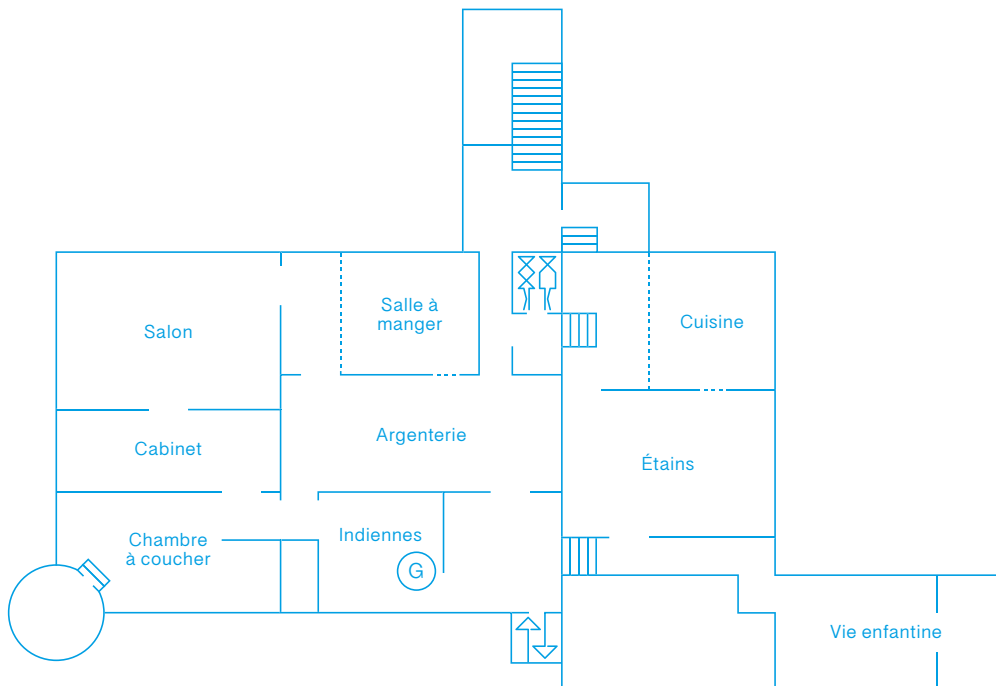 Salle à
manger
Salon
Cuisine
Argenterie
Cabinet
Étains
Indiennes
Chambre
à coucher
G
Vie enfantine